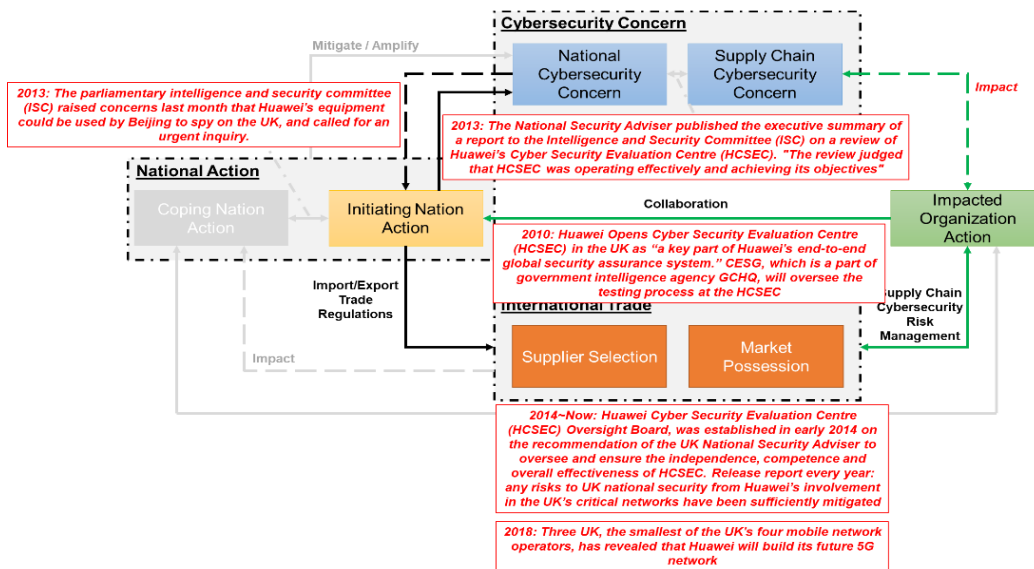 Cybersecurity Concern
Mitigate / Amplify
National
Cybersecurity
Concern
Supply Chain
Cybersecurity
Concern
Impact
2013: The parliamentary intelligence and security committee
(ISC) raised concerns last month that Huawei's equipment
could be used by Beijing to spy on the UK, and called for an
urgent inquiry.
2013: The National Security Adviser published the executive summary of
a report to the Intelligence and Security Committee (ISC) on a review of
Huawei's Cyber Security Evaluation Centre (HCSEC). "The review judged
that HCSEC was operating effectively and achieving its objectives"
National Action
Coping Nation
Action
Initiating Nation
Action
Collaboration
Impacted
Organization
Action
2010: Huawei Opens Cyber Security Evaluation Centre
(HCSEC) in the UK as “a key part of Huawei's end-to-end
global security assurance system.” CESG, which is a part of
government intelligence agency GCHQ, will oversee the
testing process at the HCSEC
Import/Export
Trade
Regulations
Supply Chain
Cybersecurity
Risk
Management
International Trade
Impact
Supplier Selection
Market
Possession
2014~Now: Huawei Cyber Security Evaluation Centre
(HCSEC) Oversight Board, was established in early 2014 on
the recommendation of the UK National Security Adviser to
oversee and ensure the independence, competence and
overall effectiveness of HCSEC. Release report every year:
any risks to UK national security from Huawei's involvement
in the UK's critical networks have been sufficiently mitigated
2018: Three UK, the smallest of the UK's four mobile network
operators, has revealed that Huawei will build its future 5G
network